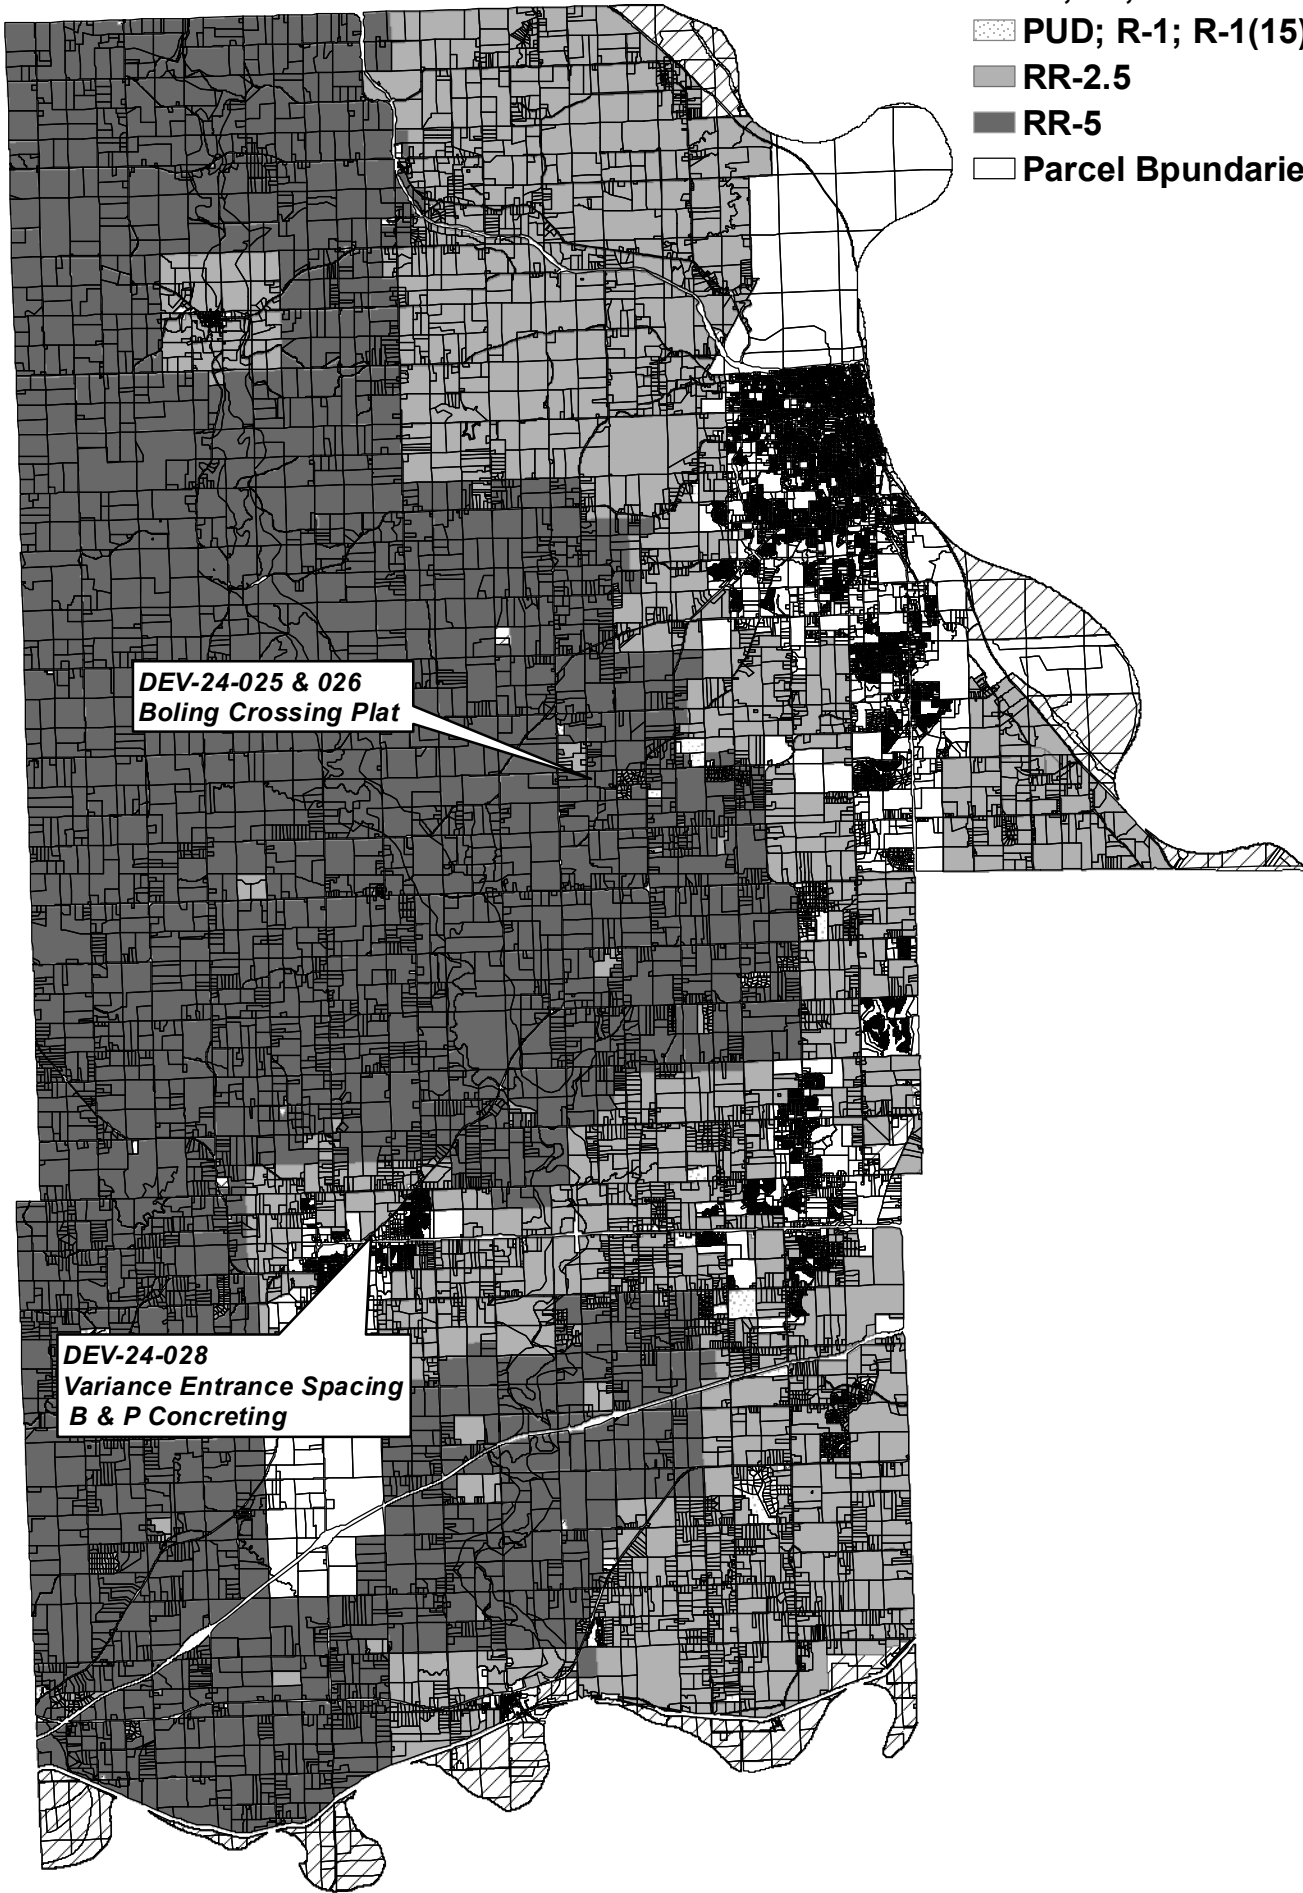 PUD; R-1; R-1(15)
RR-2.5
RR-5
Parcel Bpundarie
DEV-24-025 & 026
Boling Crossing Plat
DEV-24-028
Variance Entrance Spacing
B & P Concreting